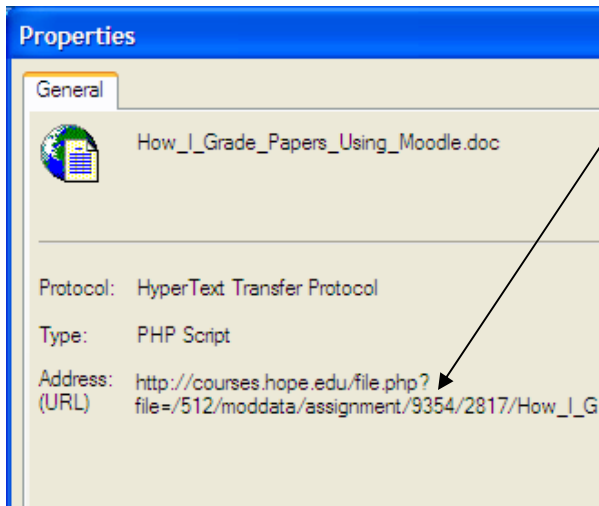 Properties
General
How_I_Grade_Papers_Using_Moodle.doc
Protocol: HyperText Transfer Protocol
Type: PHP Script
Address: http://courses.hope.edu/file.php?
(URL) file=/512/moddata/assignment/9354/2817/How_I_G